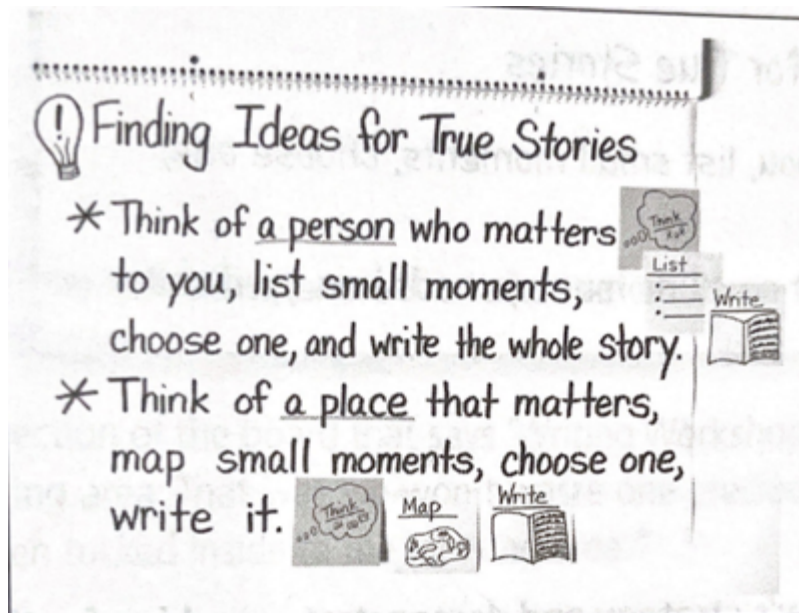 Finding Ideas for True Stories
* Think of a person who matters
to you, list small moments,
choose one, and write the whole story.
* Think of a place that matters,
map small moments, choose one,
write it.
Think
List
Write
Think
Map
Write